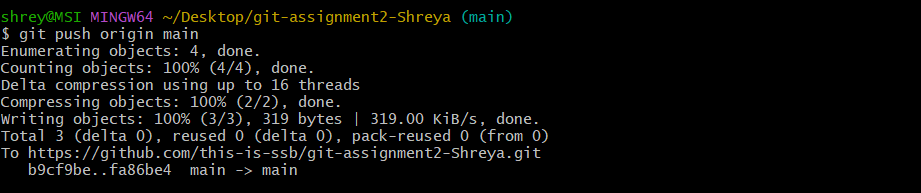 shrey@MSI MINGW64 ~/Desktop/git-assignment2-Shreya (main)
$ git push origin main
Enumerating objects: 4, done.
Counting objects: 100% (4/4), done.
Delta compression using up to 16 threads
Compressing objects: 100% (2/2), done.
Writing objects: 100% (3/3), 319 bytes | 319.00 KiB/s, done.
Total 3 (delta 0), reused 0 (delta 0), pack-reused 0 (from 0)
To https://github.com/this-is-ssb/git-assignment2-Shreya.git
   b9cf9be..fa86be4  main -> main